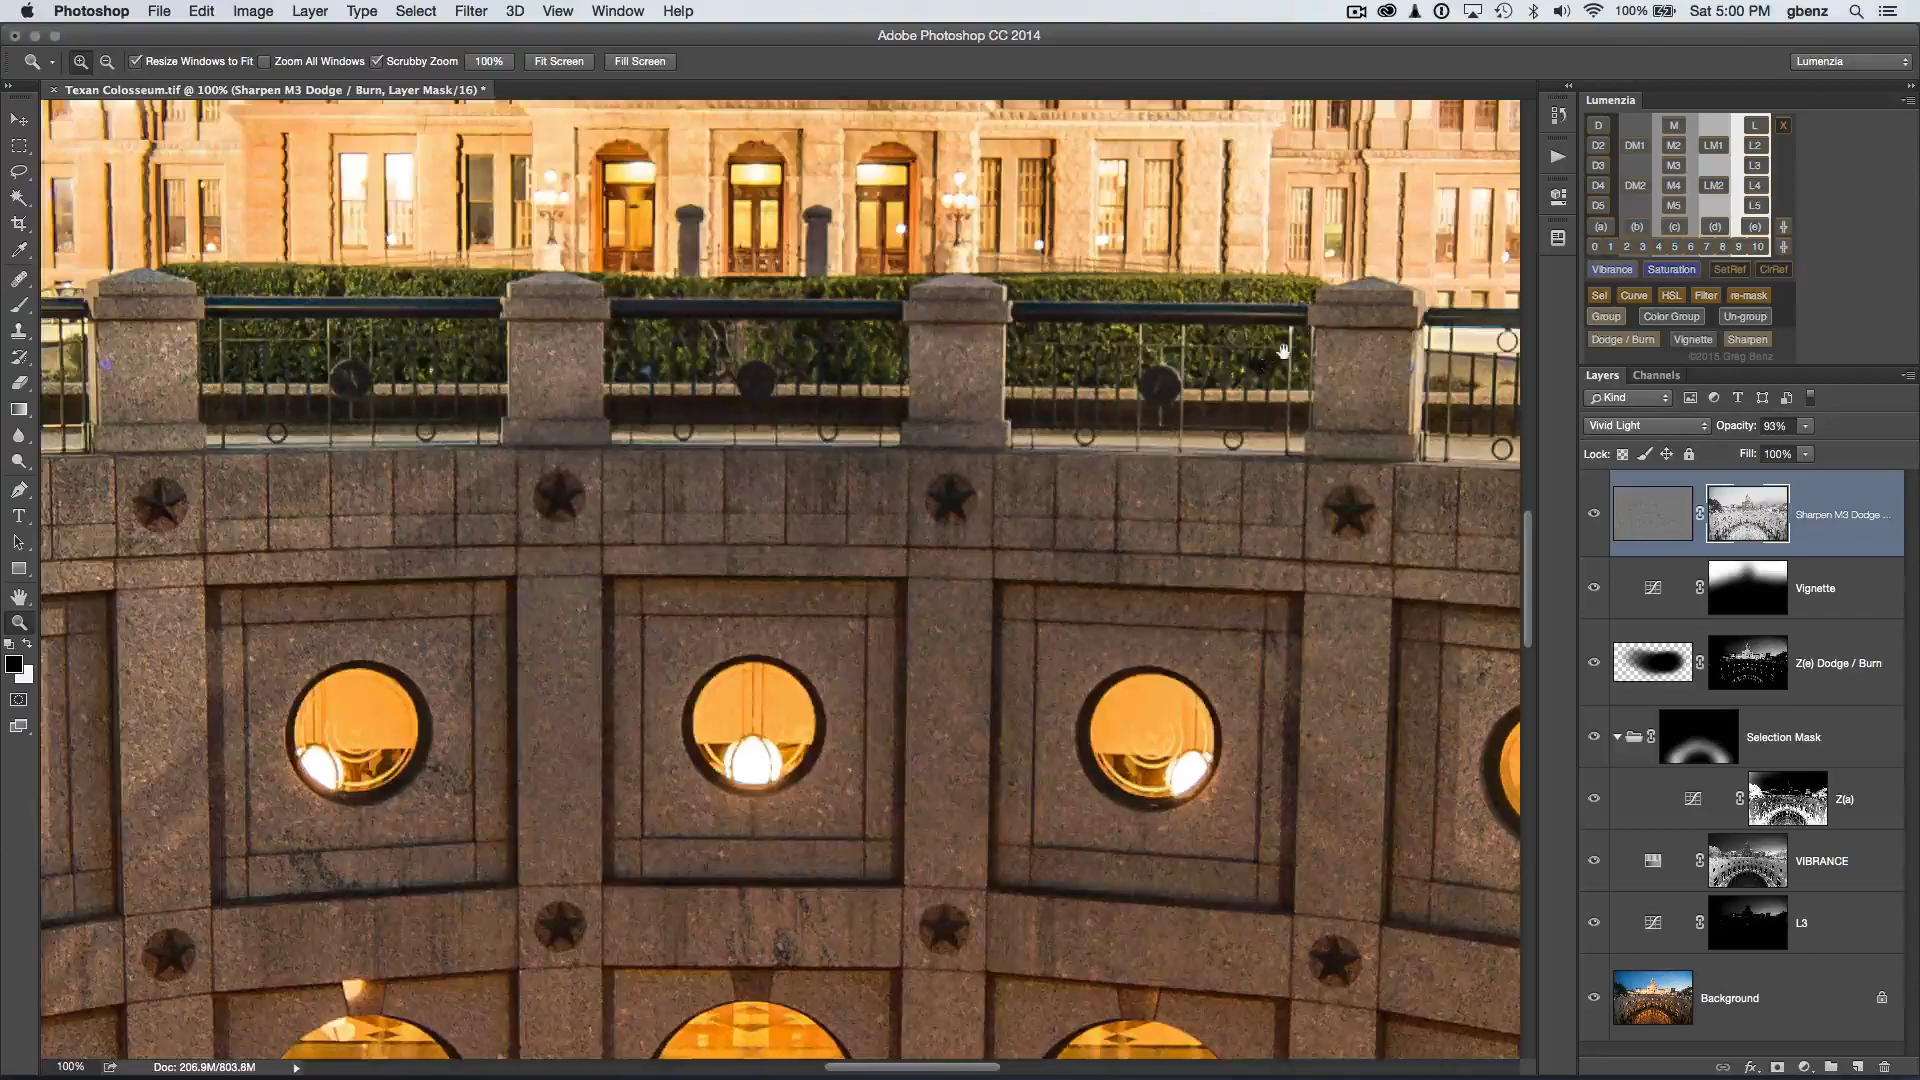 Photoshop File Edit Image Layer Type Select Filter 3D View Window Help 100% Sat 5:00 PM gbenz
Adobe Photoshop CC 2014
Resize Windows to Fit Zoom All Windows Scrubby Zoom 100% Fit Screen Fill Screen Lumenzia
Texan Colosseum.tif @ 100% (Sharpen M3 Dodge / Burn, Layer Mask/16) *
Lumenzia
D M L X
D2 DM1 M2 LM1 L2
D3 M3 L3
D4 DM2 M4 LM2 L4
D5 M5 L5
(a) (b) (c) (d) (e)
0 1 2 3 4 5 6 7 8 9 10
Vibrance Saturation SetRef ClrRef
Sel Curve HSL Filter re-mask
Group Color Group Un-group
Dodge / Burn Vignette Sharpen
©2015 Greg Benz
Layers Channels
Kind
Vivid Light Opacity: 93%
Lock: Fill: 100%
Sharpen M3 Dodge ...
Vignette
Z(e) Dodge / Burn
Selection Mask
Z(a)
VIBRANCE
L3
Background
100% Doc: 206.9M/803.8M